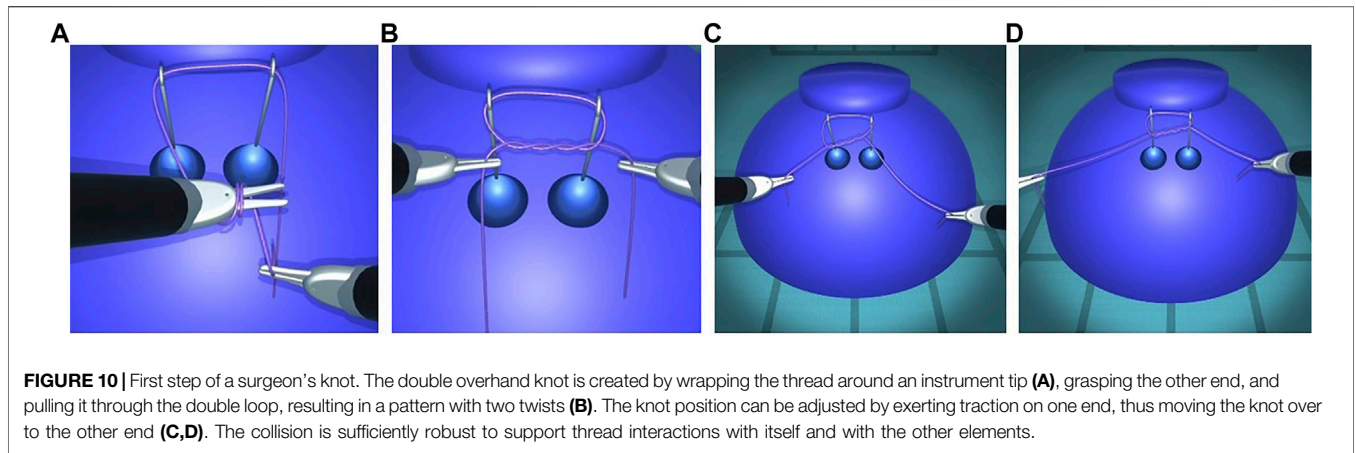 A B C D
FIGURE 10 | First step of a surgeon's knot. The double overhand knot is created by wrapping the thread around an instrument tip (A), grasping the other end, and
pulling it through the double loop, resulting in a pattern with two twists (B). The knot position can be adjusted by exerting traction on one end, thus moving the knot over
to the other end (C,D). The collision is sufficiently robust to support thread interactions with itself and with the other elements.